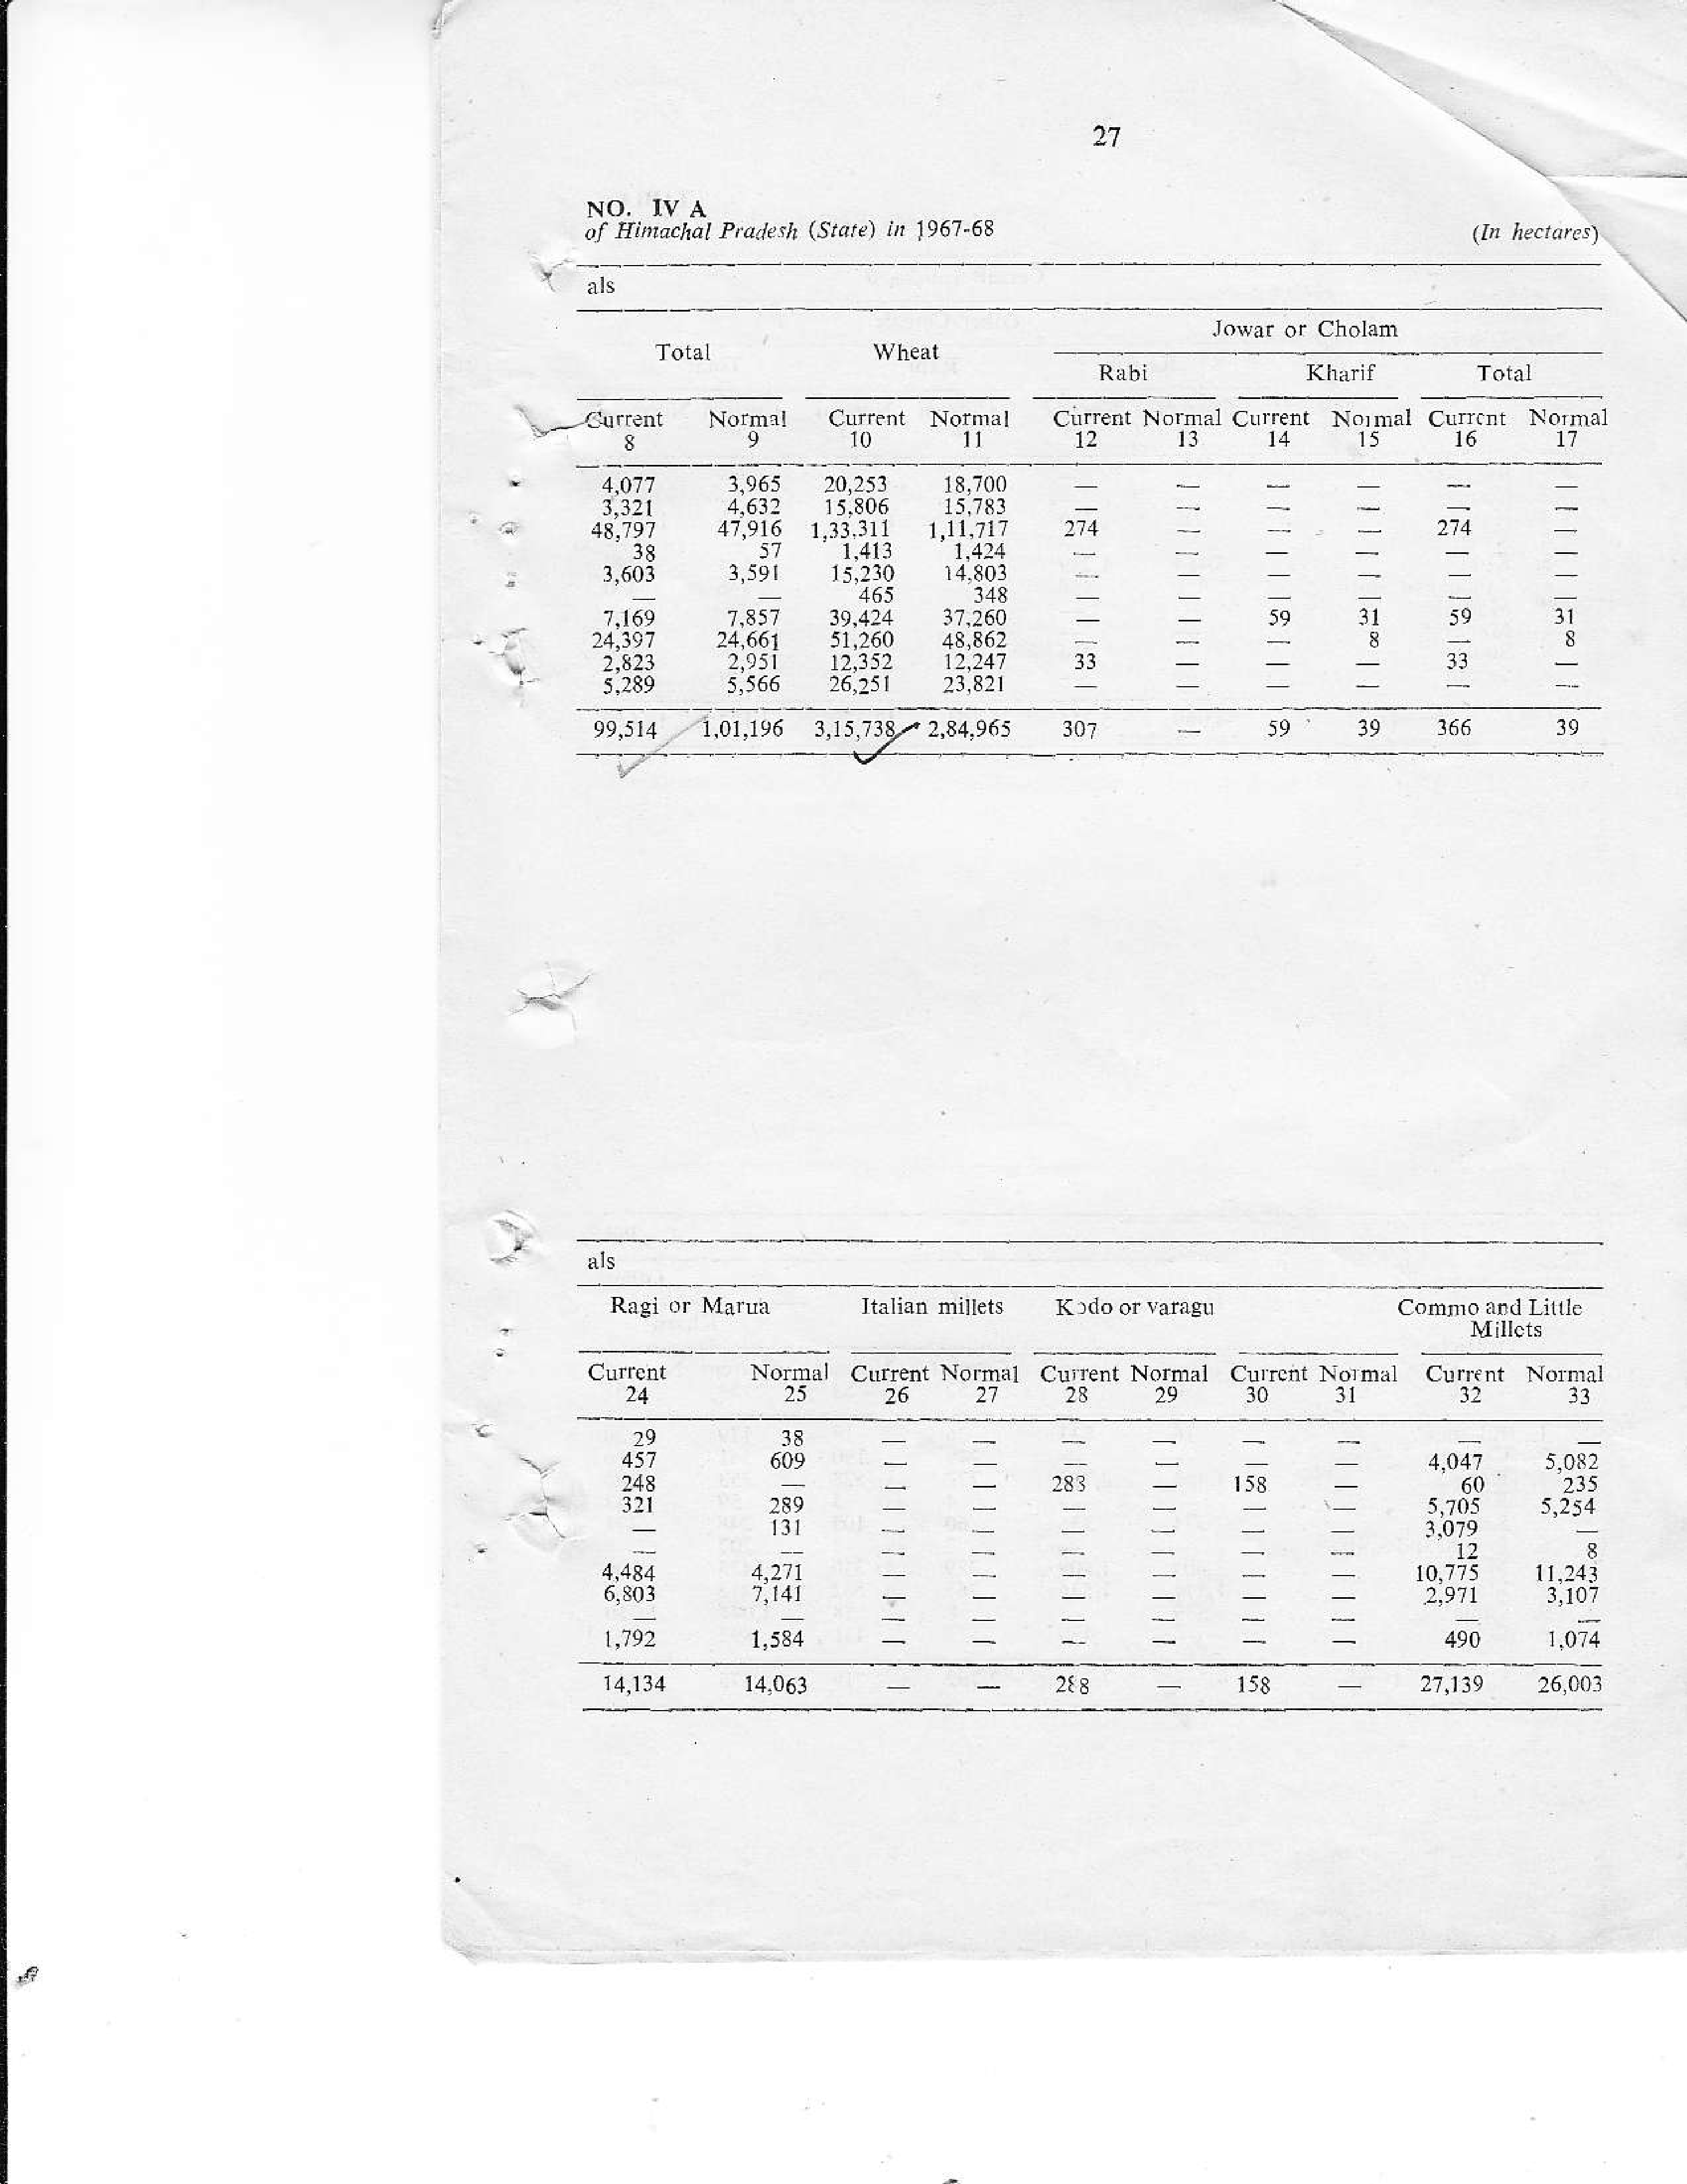 27
NO. IV A
of Himachal Pradesh (State) in 1967-68 (In hectares)
als
Jowar or Cholam
Total Wheat
Rabi Kharif Total
Current Normal Current Normal Current Normal Current Normal Current Normal
8 9 10 11 12 13 14 15 16 17
4,077 3,965 20,253 18,700 — — — — — —
3,321 4,632 15,806 15,783 — — — — — —
48,797 47,916 1,33,311 1,11,717 274 — — — 274 —
38 57 1,413 1,424 — — — — — —
3,603 3,591 15,230 14,803 — — — — — —
— — 465 348 — — — — — —
7,169 7,857 39,424 37,260 — — 59 31 59 31
24,397 24,661 51,260 48,862 — — — 8 — 8
2,823 2,951 12,352 12,247 33 — — — 33 —
5,289 5,566 26,251 23,821 — — — — — —
99,514 1,01,196 3,15,738 2,84,965 307 — 59 39 366 39
als
Ragi or Marua Italian millets Kodo or varagu Commo and Little
Millets
Current Normal Current Normal Current Normal Current Normal Current Normal
24 25 26 27 28 29 30 31 32 33
29 38 — — — — — — — —
457 609 — — — — — — 4,047 5,082
248 — — — 288 — 158 — 60 235
321 289 — — — — — — 5,705 5,254
— 131 — — — — — — 3,079 —
— — — — — — — — 12 8
4,484 4,271 — — — — — — 10,775 11,243
6,803 7,141 — — — — — — 2,971 3,107
— — — — — — — — — —
1,792 1,584 — — — — — — 490 1,074
14,134 14,063 — — 288 — 158 — 27,139 26,003